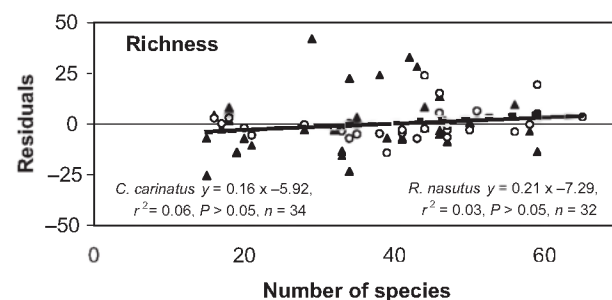 50
Richness
25
0
−25
−50
Residuals
C. carinatus y = 0.16 x –5.92,
r² = 0.06, P > 0.05, n = 34
R. nasutus y = 0.21 x –7.29,
r² = 0.03, P > 0.05, n = 32
0 20 40 60
Number of species